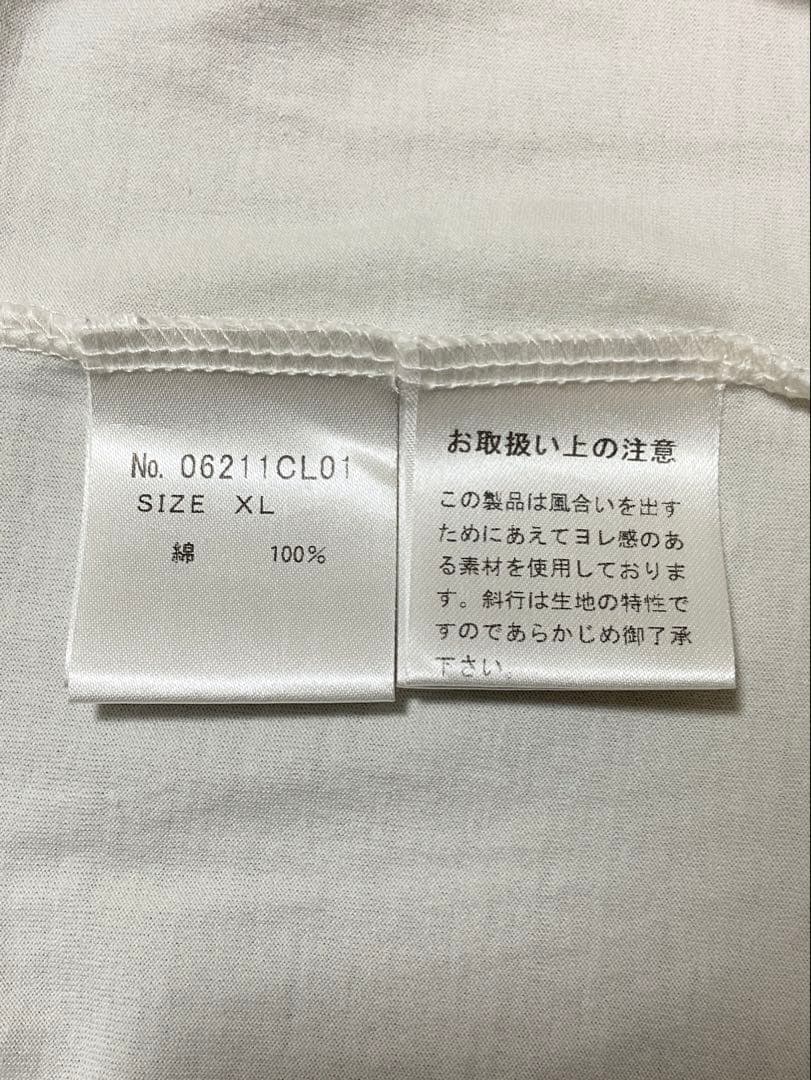 No. 06211CL01
SIZE XL
綿 100%
お取扱い上の注意
この製品は風合いを出す
ためにあえてヨレ感のあ
る素材を使用しておりま
す。斜行は生地の特性で
すのであらかじめ御了承
下さい。